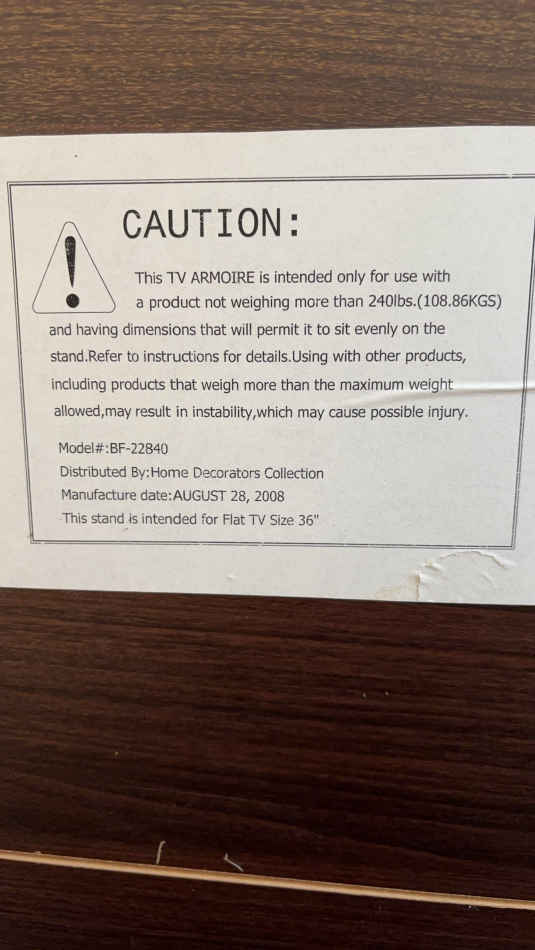 CAUTION:
This TV ARMOIRE is intended only for use with
a product not weighing more than 240lbs.(108.86KGS)
and having dimensions that will permit it to sit evenly on the
stand.Refer to instructions for details.Using with other products,
including products that weigh more than the maximum weight
allowed,may result in instability,which may cause possible injury.
Model#:BF-22840
Distributed By:Home Decorators Collection
Manufacture date:AUGUST 28, 2008
This stand is intended for Flat TV Size 36"